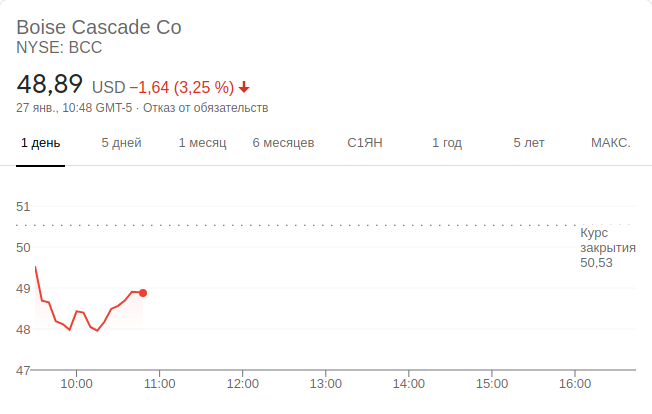 Boise Cascade Co
NYSE: BCC
48,89 USD −1,64 (3,25 %)
27 янв., 10:48 GMT-5 · Отказ от обязательств
1 день 5 дней 1 месяц 6 месяцев С1ЯН 1 год 5 лет МАКС.
51
Курс
закрытия
50,53
50
49
48
47
10:00 11:00 12:00 13:00 14:00 15:00 16:00